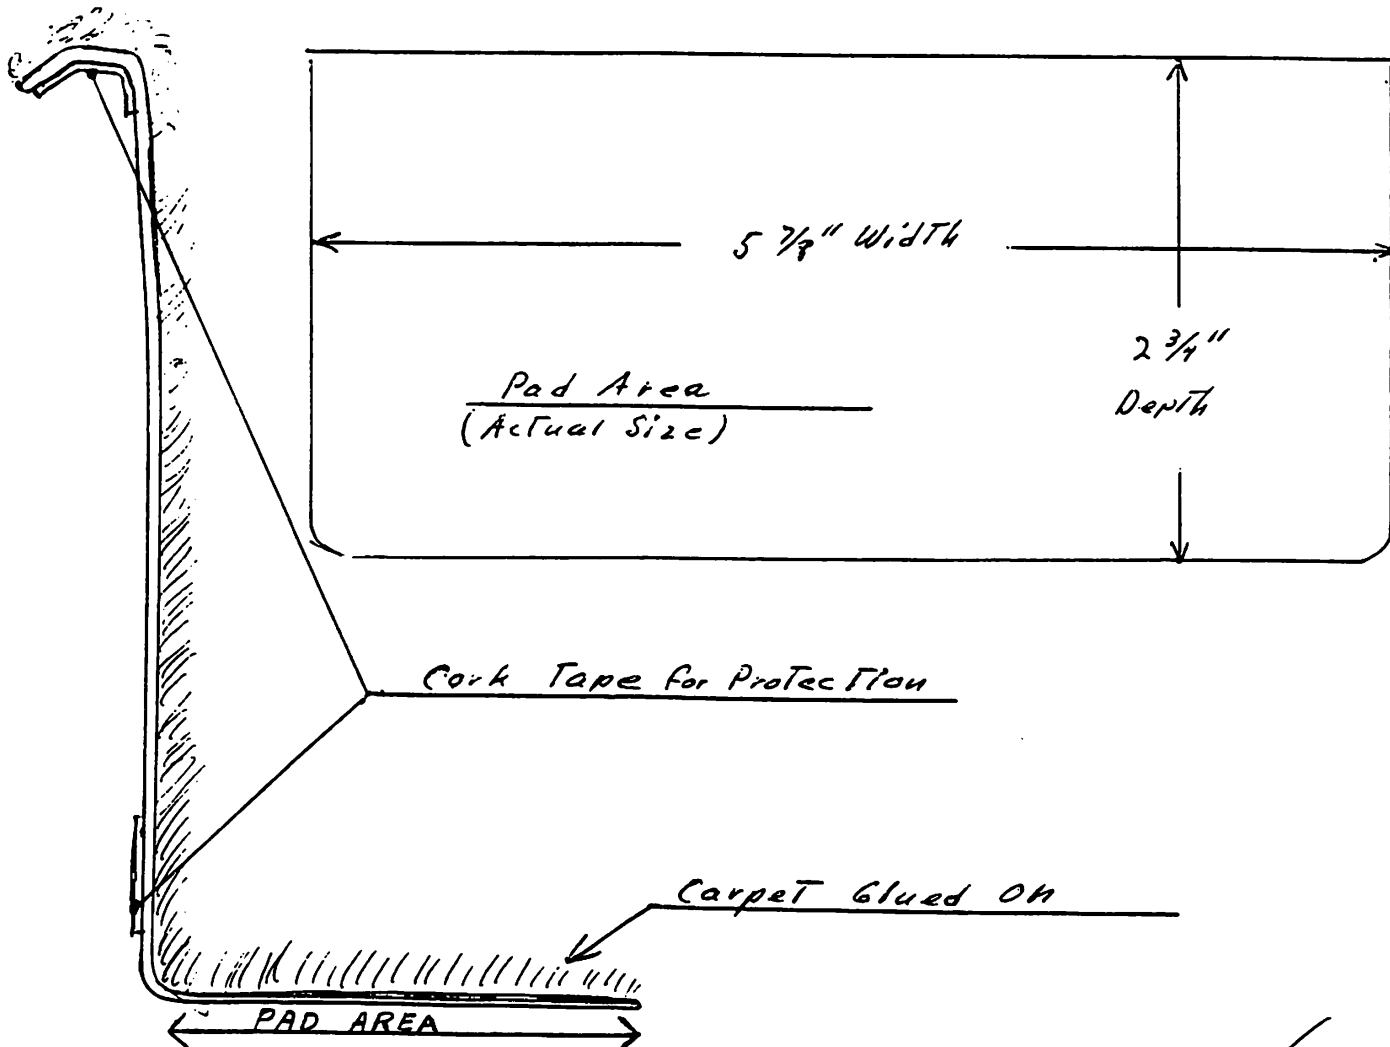 5 7/8" Width
2 3/4"
Depth
Pad Area
(Actual Size)
Cork Tape for Protection
Carpet Glued On
PAD AREA